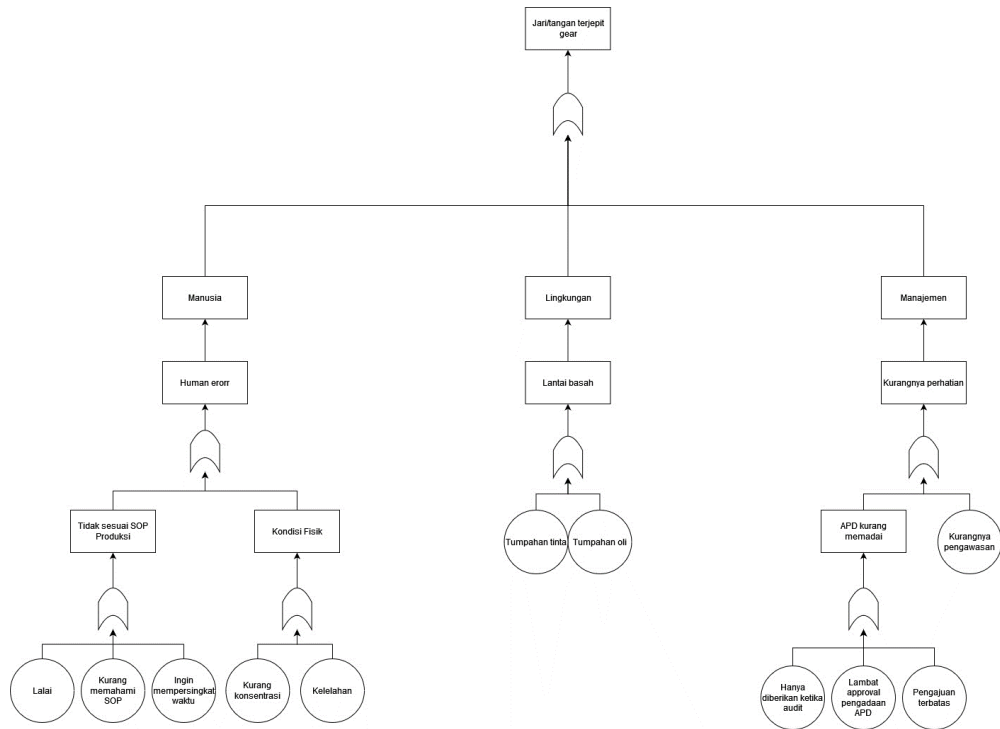 Jari/tangan terjepit
gear
Manusia
Lingkungan
Manajemen
Human erorr
Lantai basah
Kurangnya perhatian
Tidak sesuai SOP
Produksi
Kondisi Fisik
Tumpahan tinta
Tumpahan oli
APD kurang
memadai
Kurangnya
pengawasan
Lalai
Kurang
memahami
SOP
Ingin
mempersingkat
waktu
Kurang
konsentrasi
Kelelahan
Hanya
diberikan ketika
audit
Lambat
approval
pengadaan
APD
Pengajuan
terbatas